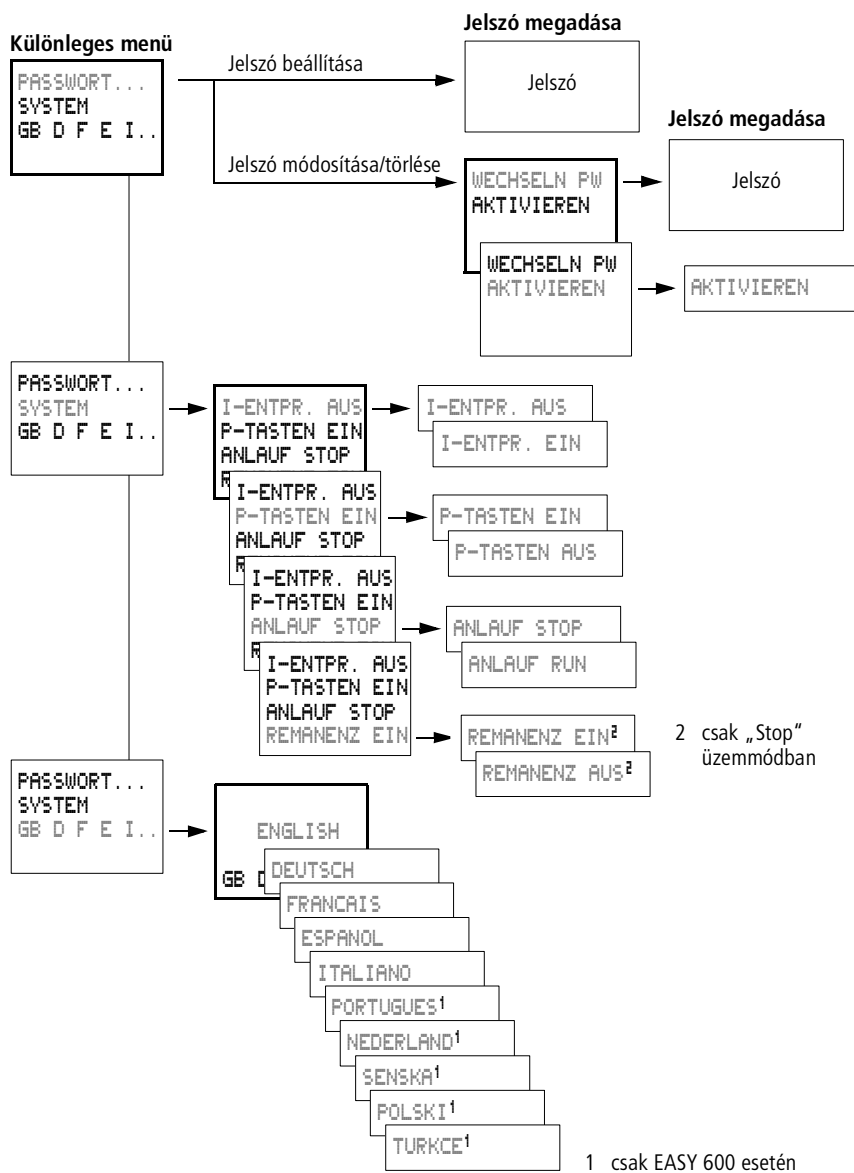 Különleges menü
PASSWORT...
SYSTEM
GB D F E I..
Jelszó beállítása
Jelszó megadása
Jelszó
Jelszó módosítása/törlése
WECHSELN PW
AKTIVIEREN
Jelszó megadása
Jelszó
WECHSELN PW
AKTIVIEREN
AKTIVIEREN
PASSWORT...
SYSTEM
GB D F E I..
I-ENTPR. AUS
P-TASTEN EIN
ANLAUF STOP
R
I-ENTPR. AUS
I-ENTPR. EIN
I-ENTPR. AUS
P-TASTEN EIN
ANLAUF STOP
R
P-TASTEN EIN
P-TASTEN AUS
I-ENTPR. AUS
P-TASTEN EIN
ANLAUF STOP
R
ANLAUF STOP
ANLAUF RUN
I-ENTPR. AUS
P-TASTEN EIN
ANLAUF STOP
REMANENZ EIN
REMANENZ EIN²
REMANENZ AUS²
2 csak „Stop“
üzemmódban
PASSWORT...
SYSTEM
GB D F E I..
ENGLISH
GB D
DEUTSCH
FRANCAIS
ESPANOL
ITALIANO
PORTUGUES¹
NEDERLAND¹
SENSKA¹
POLSKI¹
TURKCE¹
1 csak EASY 600 esetén